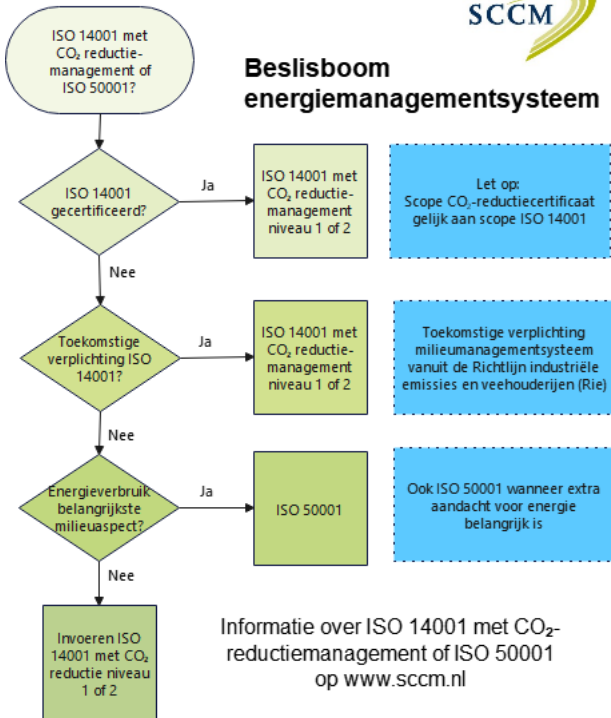 SCCM
ISO 14001 met
CO₂ reductie-
management of
ISO 50001?
Beslisboom
energiemanagementsysteem
ISO 14001
gecertificeerd?
Ja
ISO 14001 met
CO₂ reductie-
management
niveau 1 of 2
Let op:
Scope CO₂-reductiecertificaat
gelijk aan scope ISO 14001
Nee
Toekomstige
verplichting ISO
14001?
Ja
ISO 14001 met
CO₂ reductie-
management
niveau 1 of 2
Toekomstige verplichting
milieumanagementsysteem
vanuit de Richtlijn industriële
emissies en veehouderijen (Rie)
Nee
Energieverbruik
belangrijkste
milieuaspect?
Ja
ISO 50001
Ook ISO 50001 wanneer extra
aandacht voor energie
belangrijk is
Nee
Invoeren ISO
14001 met CO₂
reductie niveau
1 of 2
Informatie over ISO 14001 met CO₂-
reductiemanagement of ISO 50001
op www.sccm.nl